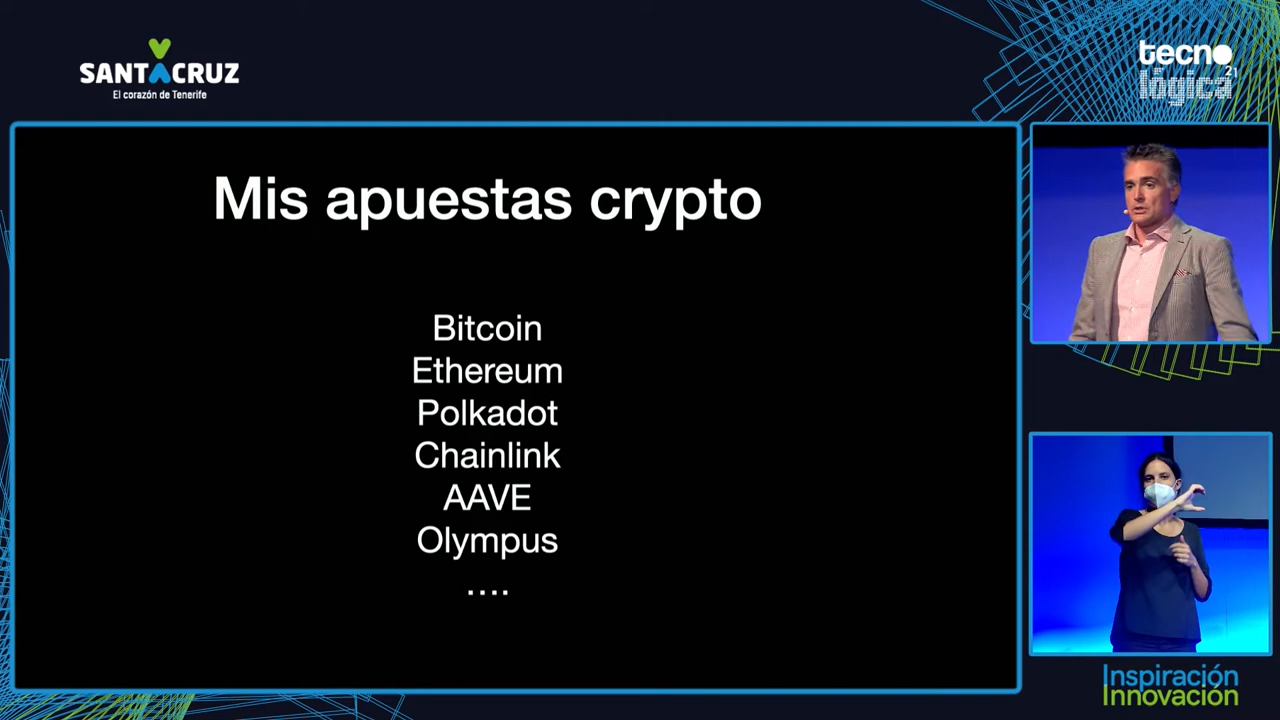 SANTACRUZ
El corazón de Tenerife
tecno
lógica
21
Mis apuestas crypto
Bitcoin
Ethereum
Polkadot
Chainlink
AAVE
Olympus
....
Inspiración
Innovación